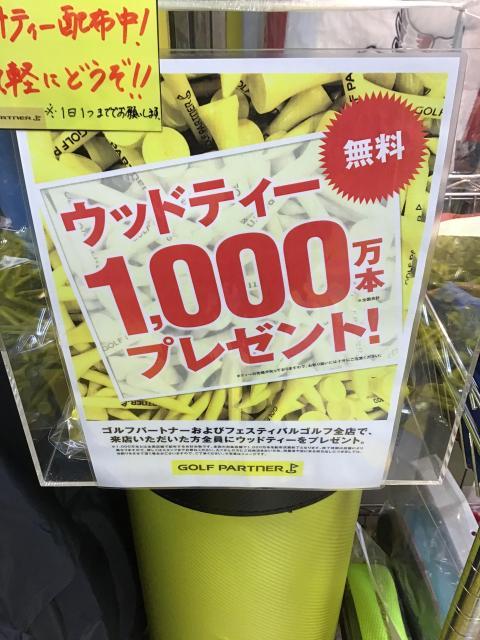 ティー配布中!
軽にどうぞ!!
※1日1つまでお願いします
PARTNER
無料
ウッドティー
1,000万本
プレゼント!
ゴルフパートナーおよびフェスティバルゴルフ全店で、
来店いただいた方全員にウッドティーをプレゼント。
GOLF PARTNER